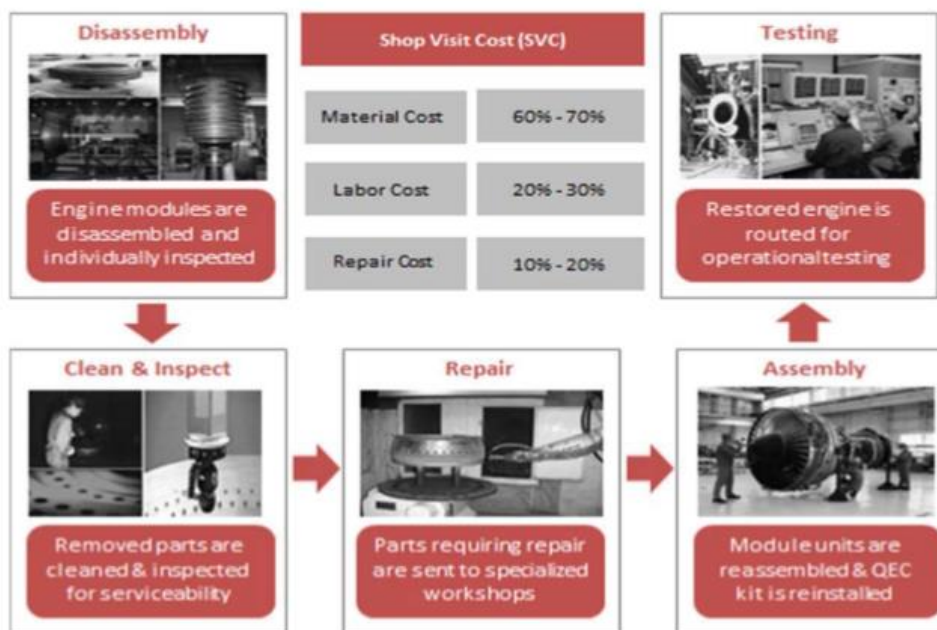 Disassembly
Engine modules are
disassembled and
individually inspected
Shop Visit Cost (SVC)
Material Cost 60% - 70%
Labor Cost 20% - 30%
Repair Cost 10% - 20%
Testing
Restored engine is
routed for
operational testing
Clean & Inspect
Removed parts are
cleaned & inspected
for serviceability
Repair
Parts requiring repair
are sent to specialized
workshops
Assembly
Module units are
reassembled & QEC
kit is reinstalled